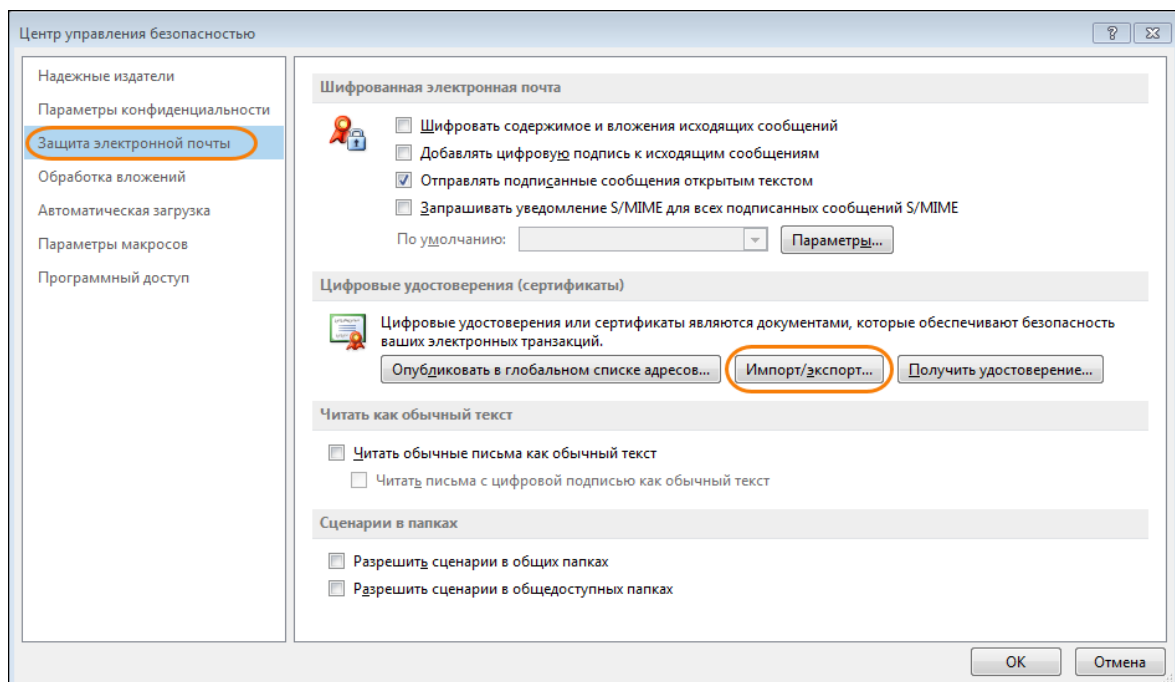 Центр управления безопасностью
Надежные издатели
Параметры конфиденциальности
Защита электронной почты
Обработка вложений
Автоматическая загрузка
Параметры макросов
Программный доступ
Шифрованная электронная почта
Шифровать содержимое и вложения исходящих сообщений
Добавлять цифровую подпись к исходящим сообщениям
Отправлять подписанные сообщения открытым текстом
Запрашивать уведомление S/MIME для всех подписанных сообщений S/MIME
По умолчанию: Параметры...
Цифровые удостоверения (сертификаты)
Цифровые удостоверения или сертификаты являются документами, которые обеспечивают безопасность
ваших электронных транзакций.
Опубликовать в глобальном списке адресов... Импорт/экспорт... Получить удостоверение...
Читать как обычный текст
Читать обычные письма как обычный текст
Читать письма с цифровой подписью как обычный текст
Сценарии в папках
Разрешить сценарии в общих папках
Разрешить сценарии в общедоступных папках
ОК Отмена